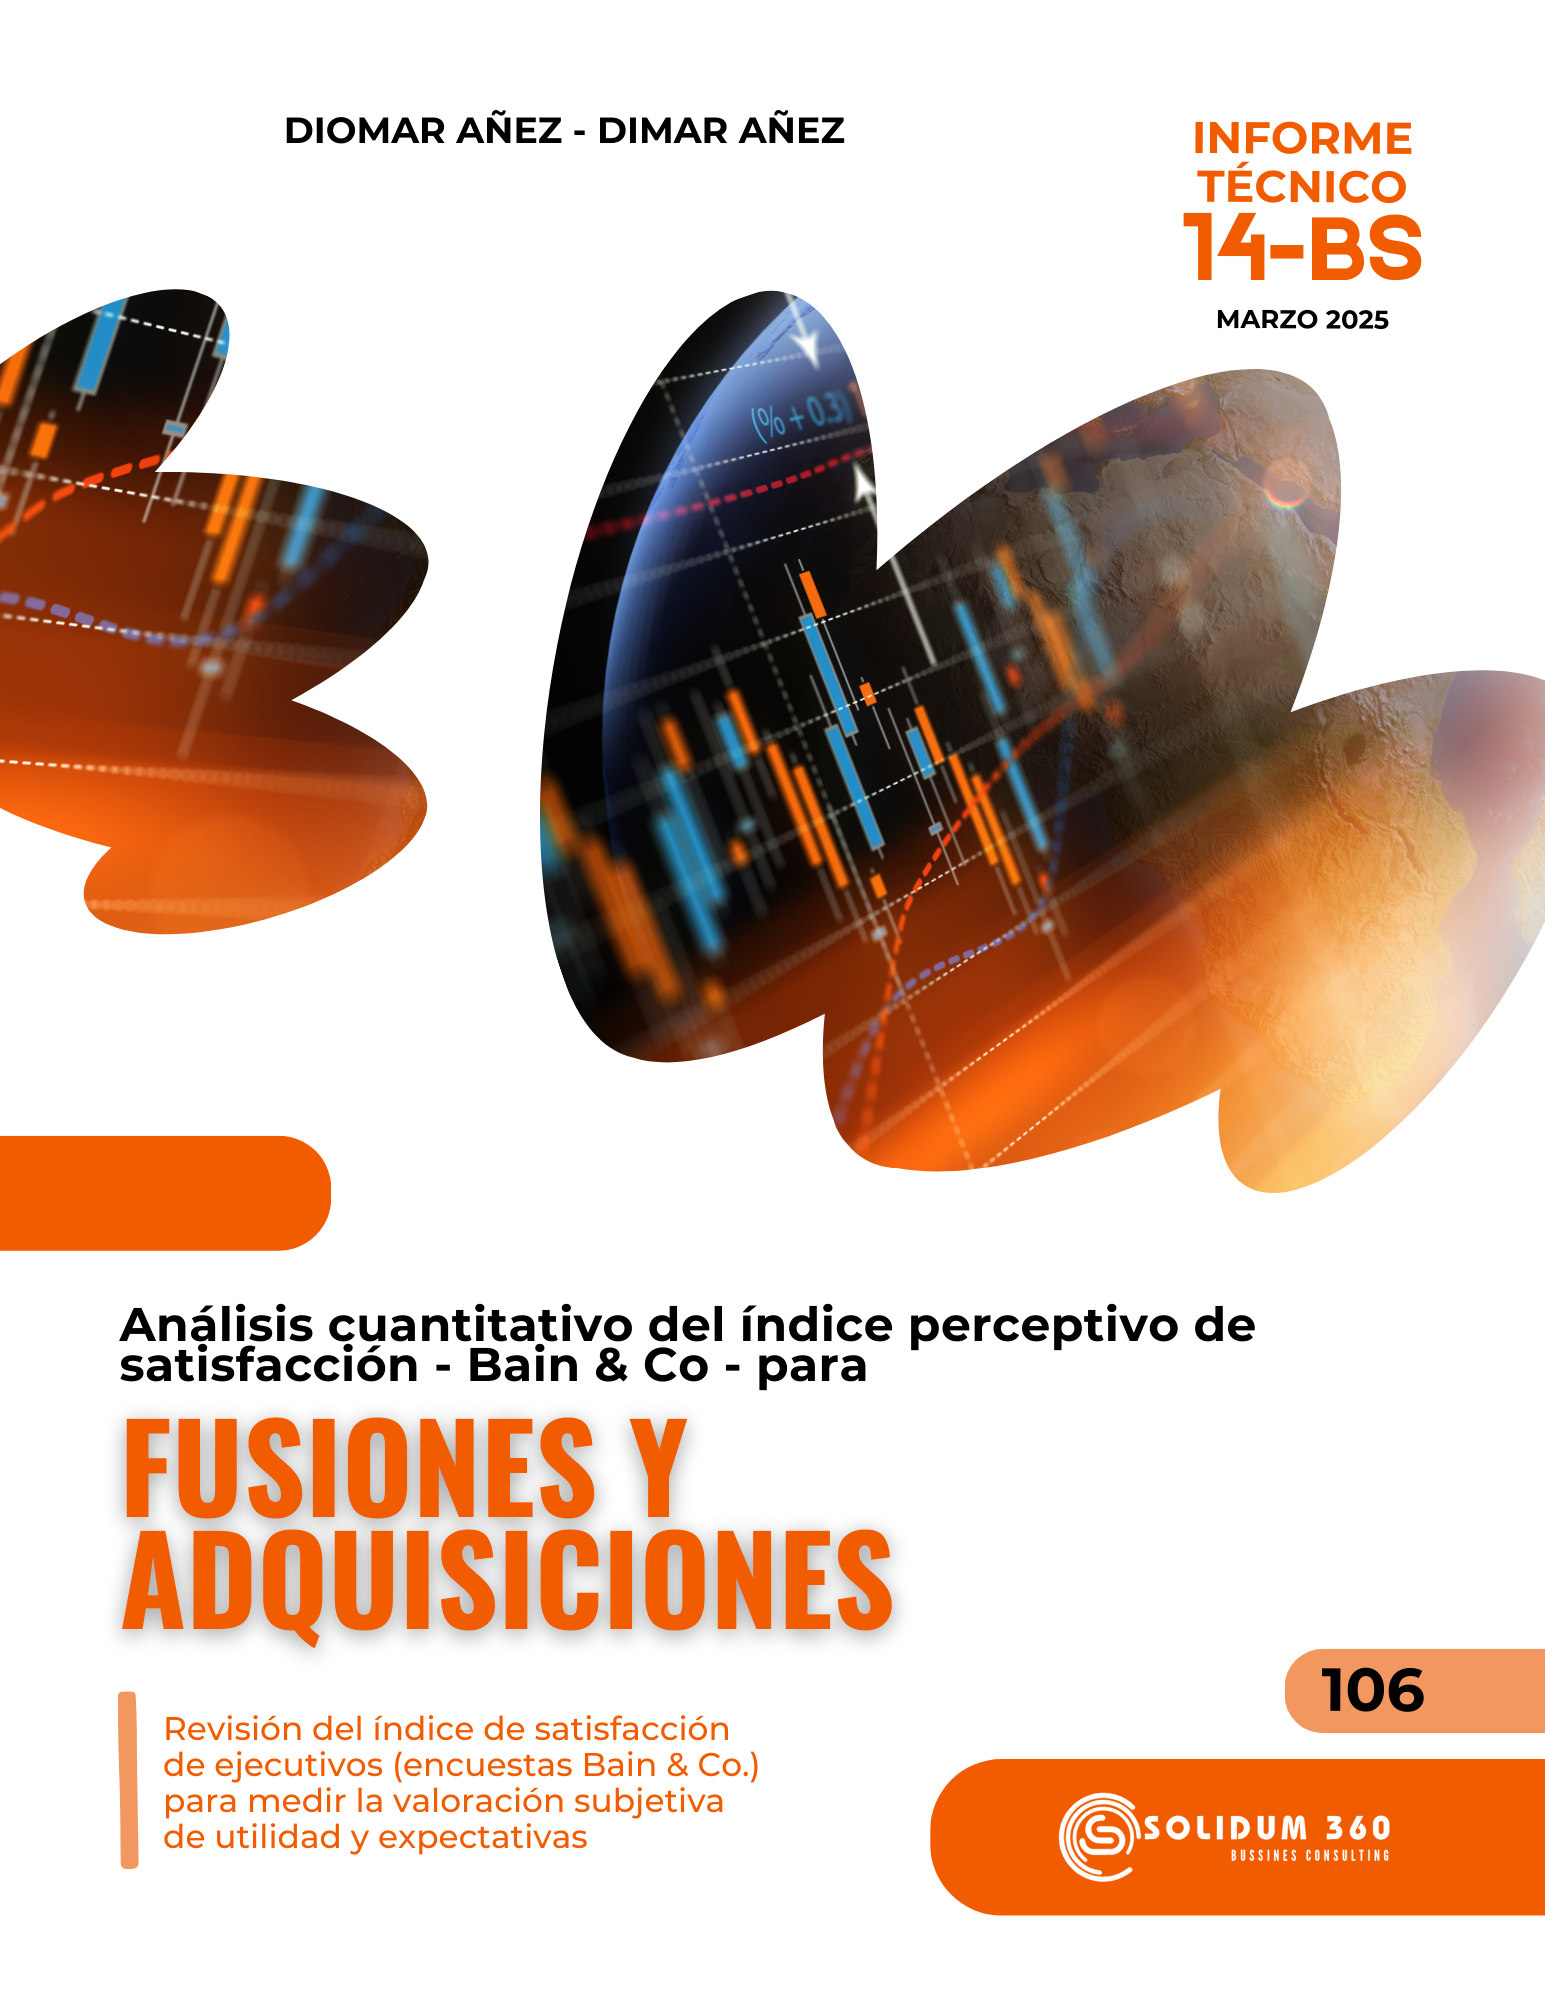 DIOMAR AÑEZ - DIMAR AÑEZ
INFORME
TÉCNICO
14-BS
MARZO 2025
(% + 0.3)
Análisis cuantitativo del índice perceptivo de
satisfacción - Bain & Co - para
FUSIONES Y
ADQUISICIONES
Revisión del índice de satisfacción
de ejecutivos (encuestas Bain & Co.)
para medir la valoración subjetiva
de utilidad y expectativas
106
SOLIDUM 360
BUSSINES CONSULTING